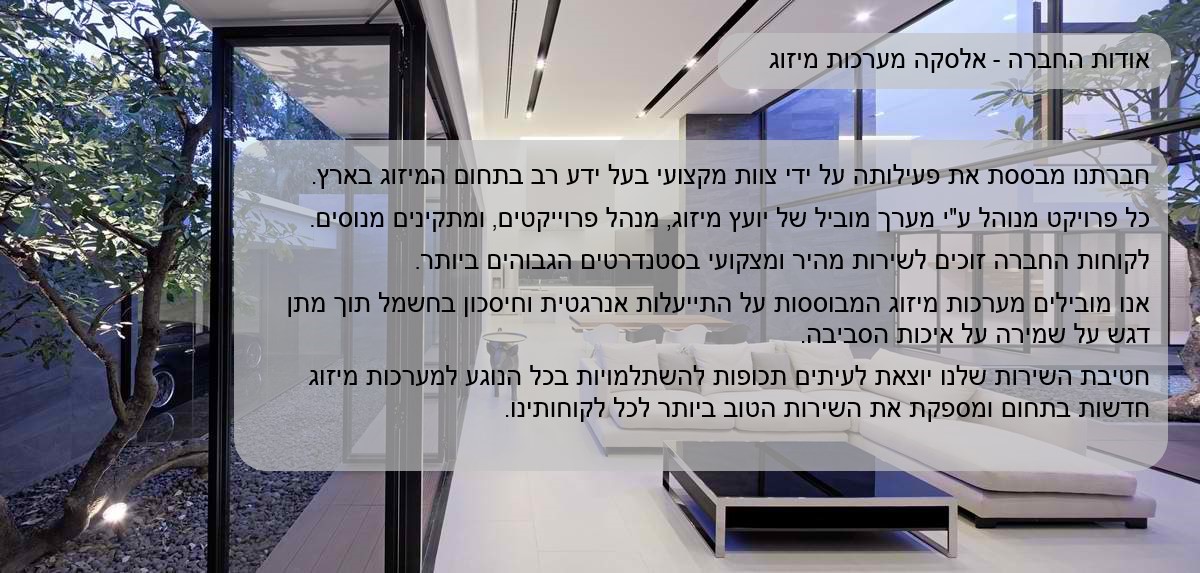 אודות החברה - אלסקה מערכות מיזוג
חברתנו מבססת את פעילותה על ידי צוות מקצועי בעל ידע רב בתחום המיזוג בארץ.
כל פרויקט מנוהל ע"י מערך מוביל של יועץ מיזוג, מנהל פרוייקטים, ומתקינים מנוסים.
לקוחות החברה זוכים לשירות מהיר ומצקועי בסטנדרטים הגבוהים ביותר.
אנו מובילים מערכות מיזוג המבוססות על התייעלות אנרגטית וחיסכון בחשמל תוך מתן
דגש על שמירה על איכות הסביבה.
חטיבת השירות שלנו יוצאת לעיתים תכופות להשתלמויות בכל הנוגע למערכות מיזוג
חדשות בתחום ומספקת את השירות הטוב ביותר לכל לקוחותינו.